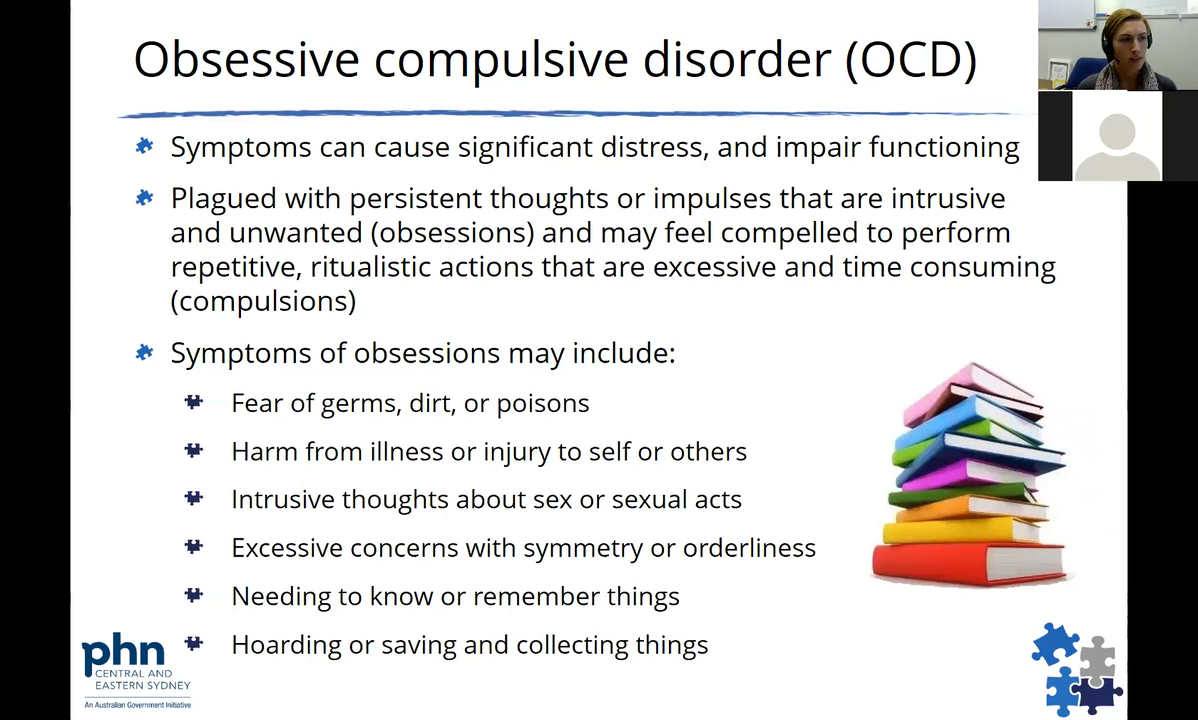 Obsessive compulsive disorder (OCD)
Symptoms can cause significant distress, and impair functioning
Plagued with persistent thoughts or impulses that are intrusive
and unwanted (obsessions) and may feel compelled to perform
repetitive, ritualistic actions that are excessive and time consuming
(compulsions)
Symptoms of obsessions may include:
Fear of germs, dirt, or poisons
Harm from illness or injury to self or others
Intrusive thoughts about sex or sexual acts
Excessive concerns with symmetry or orderliness
Needing to know or remember things
Hoarding or saving and collecting things
phn
CENTRAL AND
EASTERN SYDNEY
An Australian Government Initiative